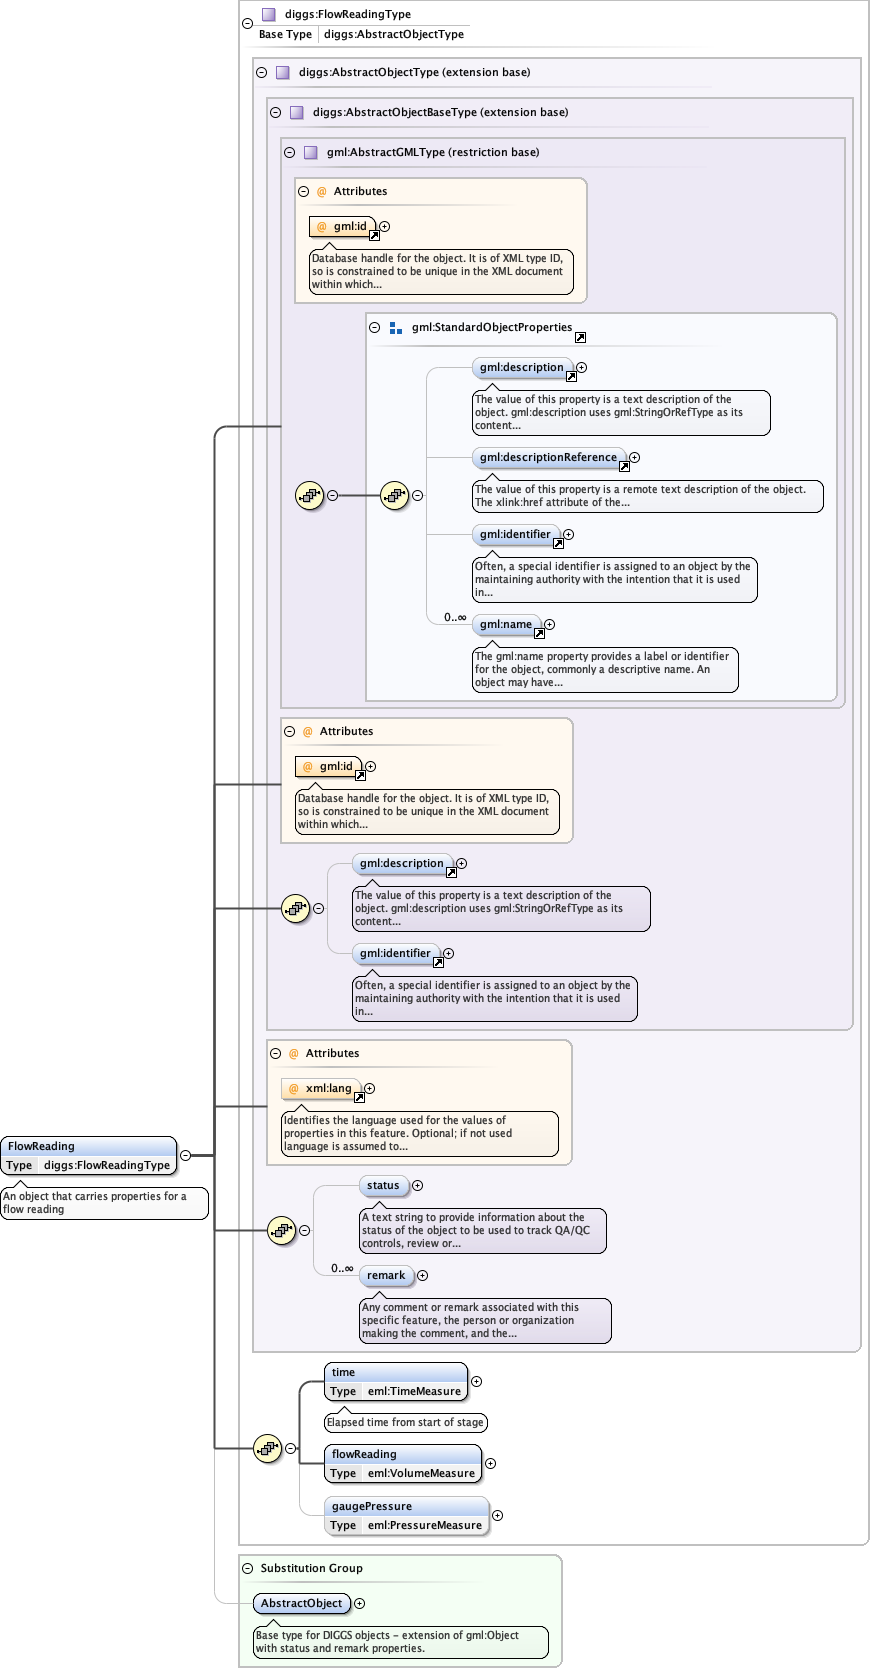 diggs:FlowReadingType
Base Type diggs:AbstractObjectType
diggs:AbstractObjectType (extension base)
diggs:AbstractObjectBaseType (extension base)
gml:AbstractGMLType (restriction base)
@ Attributes
@ gml:id
Database handle for the object. It is of XML type ID,
so is constrained to be unique in the XML document
within which...
gml:StandardObjectProperties
gml:description
The value of this property is a text description of the
object. gml:description uses gml:StringOrRefType as its
content...
gml:descriptionReference
The value of this property is a remote text description of the object.
The xlink:href attribute of the...
gml:identifier
Often, a special identifier is assigned to an object by the
maintaining authority with the intention that it is used
in...
0..∞
gml:name
The gml:name property provides a label or identifier
for the object, commonly a descriptive name. An
object may have...
@ Attributes
@ gml:id
Database handle for the object. It is of XML type ID,
so is constrained to be unique in the XML document
within which...
gml:description
The value of this property is a text description of the
object. gml:description uses gml:StringOrRefType as its
content...
gml:identifier
Often, a special identifier is assigned to an object by the
maintaining authority with the intention that it is used
in...
@ Attributes
@ xml:lang
Identifies the language used for the values of
properties in this feature. Optional; if not used
language is assumed to...
FlowReading
Type diggs:FlowReadingType
An object that carries properties for a
flow reading
status
A text string to provide information about the
status of the object to be used to track QA/QC
controls, review or...
0..∞
remark
Any comment or remark associated with this
specific feature, the person or organization
making the comment, and the...
time
Type eml:TimeMeasure
Elapsed time from start of stage
flowReading
Type eml:VolumeMeasure
gaugePressure
Type eml:PressureMeasure
Substitution Group
AbstractObject
Base type for DIGGS objects - extension of gml:Object
with status and remark properties.